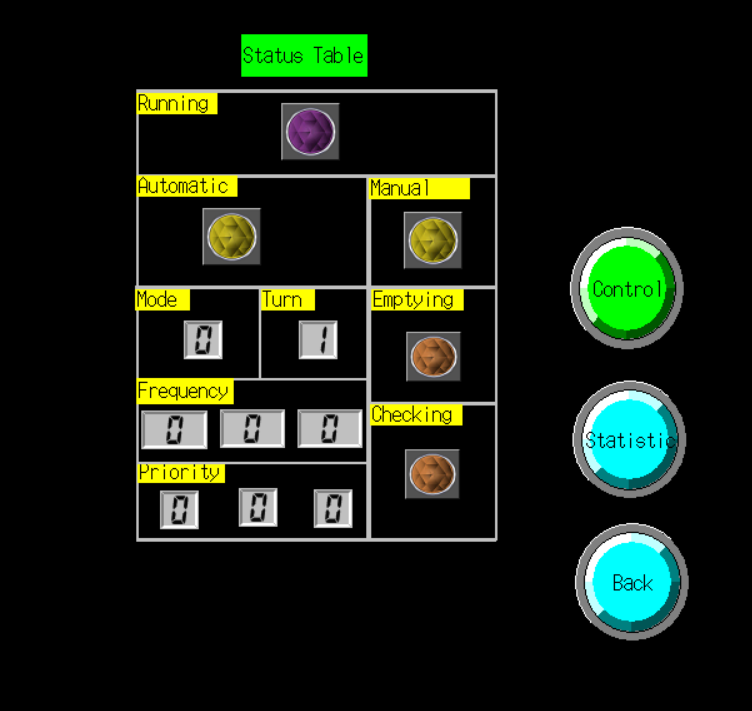 Status Table
Running
Automatic
Manual
Mode
Turn
Emptying
0
1
Frequency
0 0 0
Checking
Priority
0 0 0
Control
Statistic
Back